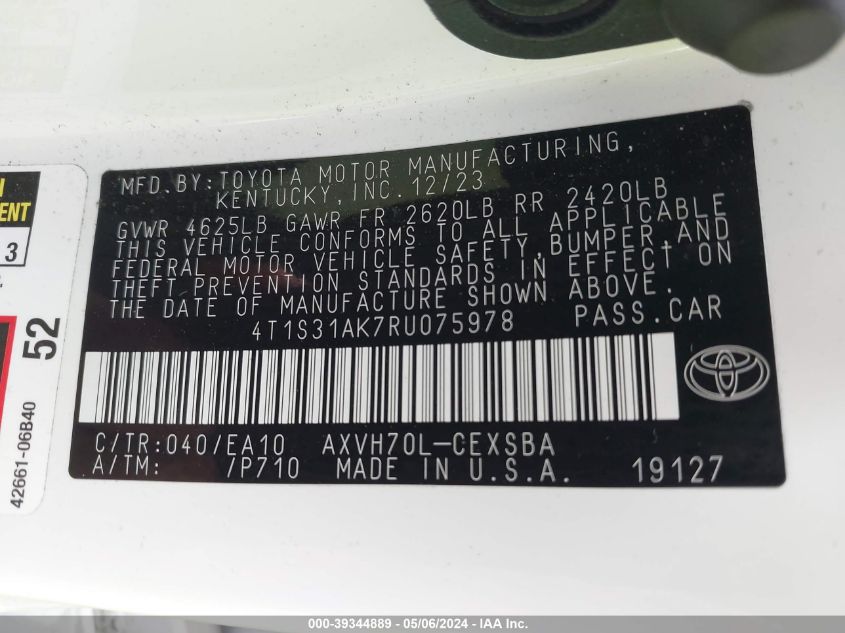 MFD. BY: TOYOTA MOTOR MANUFACTURING,
KENTUCKY, INC. 12/23
GVWR 4625LB GAWR FR 2620LB RR 2420LB
THIS VEHICLE CONFORMS TO ALL APPLICABLE
FEDERAL MOTOR VEHICLE SAFETY, BUMPER, AND
THEFT PREVENTION STANDARDS IN EFFECT ON
THE DATE OF MANUFACTURE SHOWN ABOVE.
4T1S31AK7RU075978 PASS.CAR
C/TR: 040/EA10 AXVH70L-CEXSBA
A/TM: /P710 MADE IN U.S.A. 19127
3
52
42661-06B40
000-39344889 - 05/06/2024 - IAA Inc.